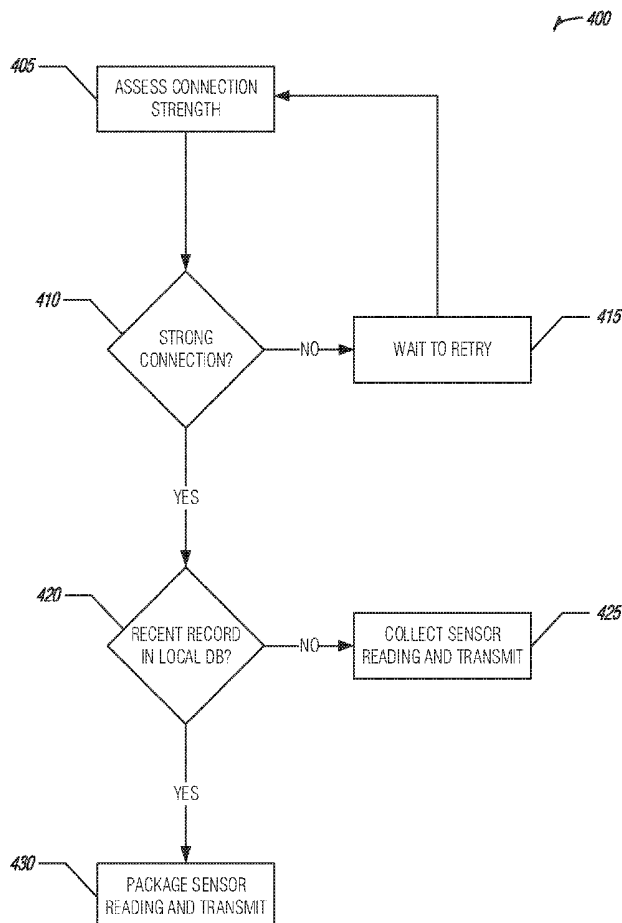 400
405
ASSESS CONNECTION
STRENGTH
410
STRONG
CONNECTION?
NO
WAIT TO RETRY
415
YES
420
RECENT RECORD
IN LOCAL DB?
NO
COLLECT SENSOR
READING AND TRANSMIT
425
YES
430
PACKAGE SENSOR
READING AND TRANSMIT